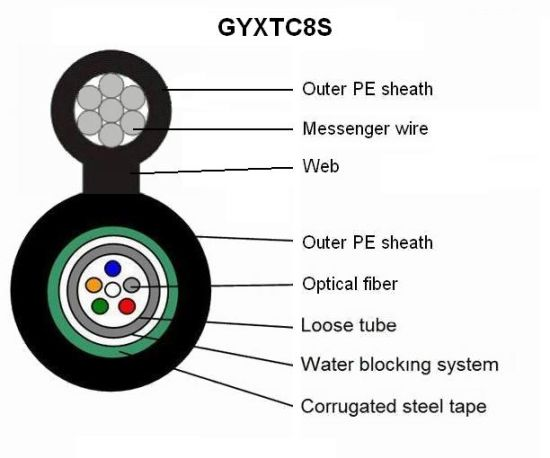 GYXTC8S
Outer PE sheath
Messenger wire
Web
Outer PE sheath
Optical fiber
Loose tube
Water blocking system
Corrugated steel tape